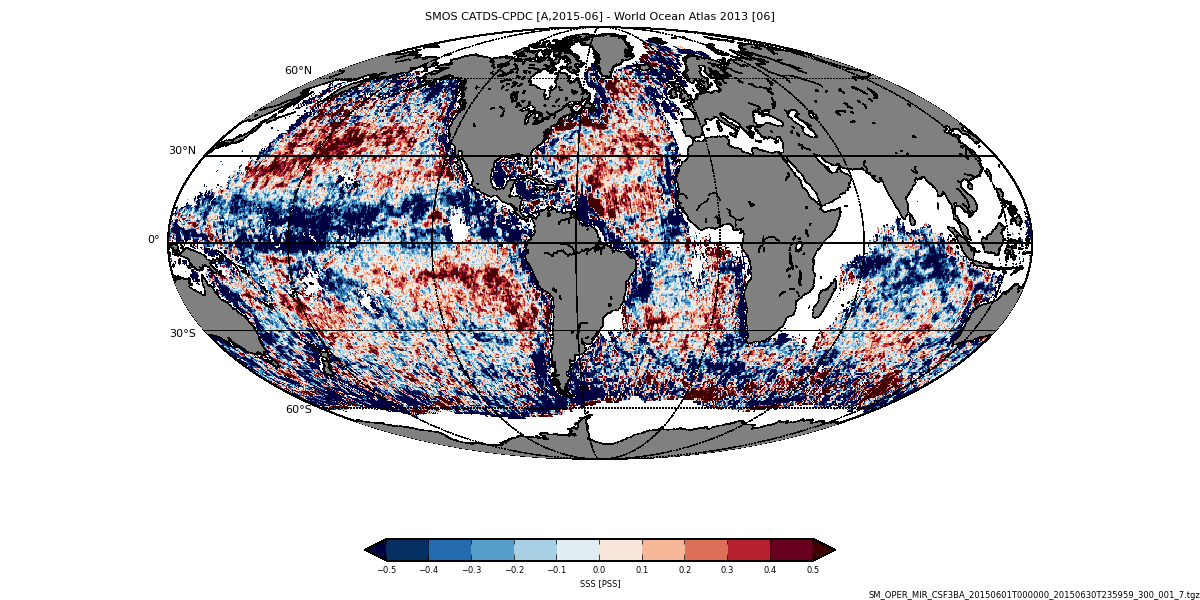 SMOS CATDS-CPDC [A,2015-06] - World Ocean Atlas 2013 [06]
60°N
30°N
0°
30°S
60°S
−0.5 −0.4 −0.3 −0.2 −0.1 0.0 0.1 0.2 0.3 0.4 0.5
SSS [PSS]
SM_OPER_MIR_CSF3BA_20150601T000000_20150630T235959_300_001_7.tgz